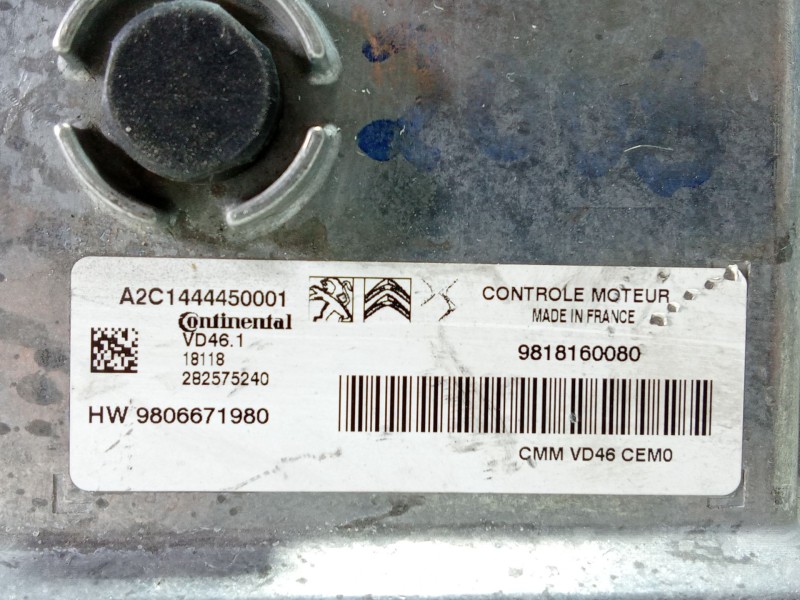 A2C1444450001
Continental
VD46.1
18118
282575240
HW 9806671980
CONTROLE MOTEUR
MADE IN FRANCE
9818160080
CMM VD46 CEM0